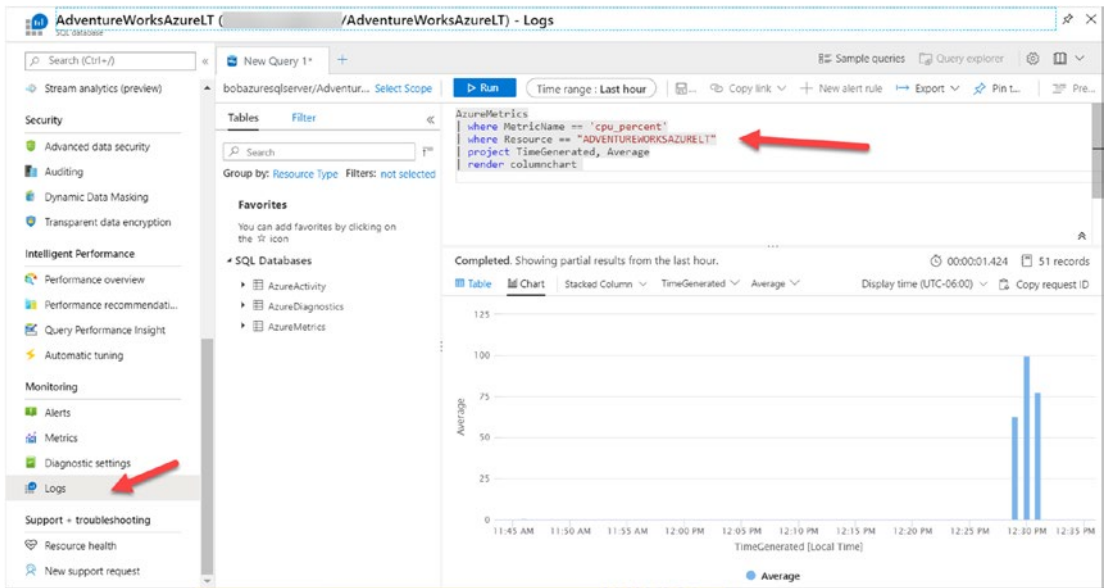 AdventureWorksAzureLT ( /AdventureWorksAzureLT) - Logs
SQL database
Search (Ctrl+/)
«
Stream analytics (preview)
Security
Advanced data security
Auditing
Dynamic Data Masking
Transparent data encryption
Intelligent Performance
Performance overview
Performance recommendati...
Query Performance Insight
Automatic tuning
Monitoring
Alerts
Metrics
Diagnostic settings
Logs
Support + troubleshooting
Resource health
New support request
New Query 1*
+
Sample queries
Query explorer
bobazuresqlserver/Adventur... Select Scope
Run
Time range : Last hour
Copy link
New alert rule
Export
Pin t...
Pre...
Tables
Filter
«
Search
Group by: Resource Type Filters: not selected
Favorites
You can add favorites by clicking on
the ☆ icon
SQL Databases
AzureActivity
AzureDiagnostics
AzureMetrics
AzureMetrics
| where MetricName == 'cpu_percent'
| where Resource == "ADVENTUREWORKSAZURELT"
| project TimeGenerated, Average
| render columnchart
Completed. Showing partial results from the last hour.
00:00:01.424
51 records
Table
Chart
Stacked Column
TimeGenerated
Average
Display time (UTC-06:00)
Copy request ID
125
100
75
50
25
0
Average
11:45 AM 11:50 AM 11:55 AM 12:00 PM 12:05 PM 12:10 PM 12:15 PM 12:20 PM 12:25 PM 12:30 PM 12:35 PM
TimeGenerated [Local Time]
Average